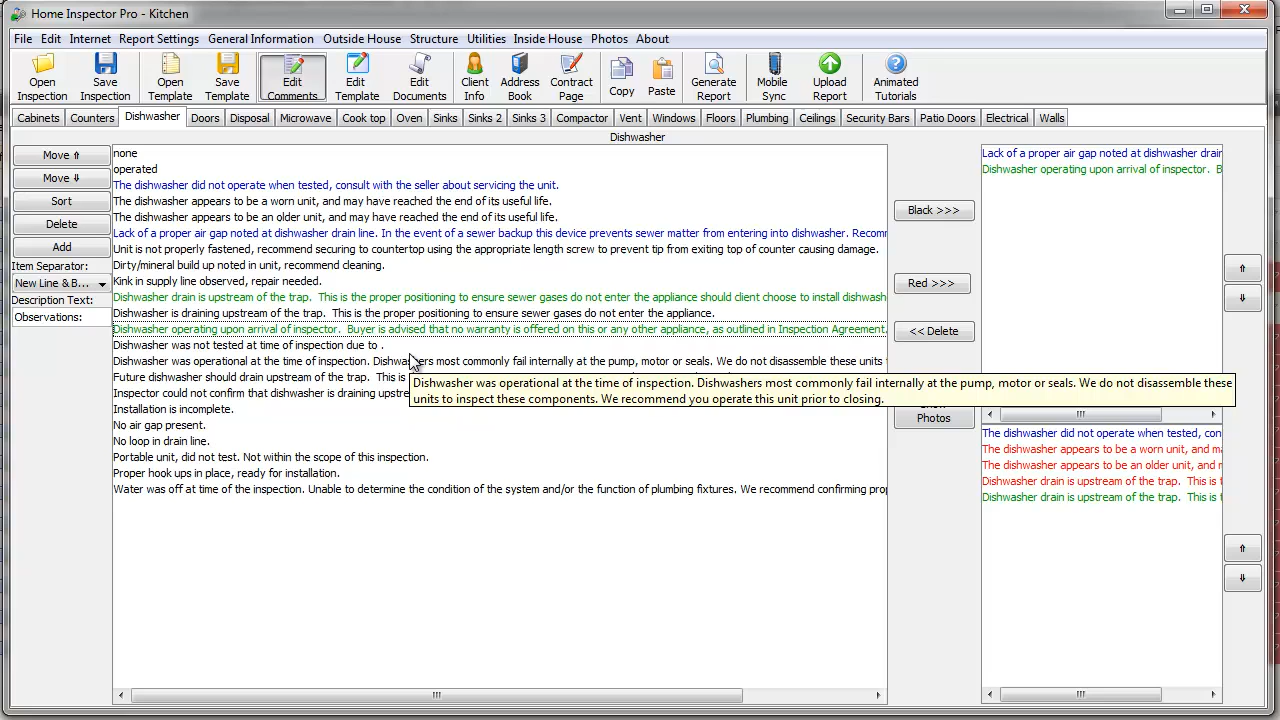 Home Inspector Pro - Kitchen
File Edit Internet Report Settings General Information Outside House Structure Utilities Inside House Photos About
Open Inspection Save Inspection Open Template Save Template Edit Comments Edit Template Edit Documents Client Info Address Book Contract Page Copy Paste Generate Report Mobile Sync Upload Report Animated Tutorials
Cabinets Counters Dishwasher Doors Disposal Microwave Cook top Oven Sinks Sinks 2 Sinks 3 Compactor Vent Windows Floors Plumbing Ceilings Security Bars Patio Doors Electrical Walls
Dishwasher
Move
Move
Sort
Delete
Add
Item Separator:
New Line & B...
Description Text:
Observations:
none
operated
The dishwasher did not operate when tested, consult with the seller about servicing the unit.
The dishwasher appears to be a worn unit, and may have reached the end of its useful life.
The dishwasher appears to be an older unit, and may have reached the end of its useful life.
Lack of a proper air gap noted at dishwasher drain line. In the event of a sewer backup this device prevents sewer matter from entering into dishwasher. Recomm
Unit is not properly fastened, recommend securing to countertop using the appropriate length screw to prevent tip from exiting top of counter causing damage.
Dirty/mineral build up noted in unit, recommend cleaning.
Kink in supply line observed, repair needed.
Dishwasher drain is upstream of the trap. This is the proper positioning to ensure sewer gases do not enter the appliance should client choose to install dishwash
Dishwasher is draining upstream of the trap. This is the proper positioning to ensure sewer gases do not enter the appliance.
Dishwasher operating upon arrival of inspector. Buyer is advised that no warranty is offered on this or any other appliance, as outlined in Inspection Agreement.
Dishwasher was not tested at time of inspection due to .
Dishwasher was operational at the time of inspection. Dishwashers most commonly fail internally at the pump, motor or seals. We do not disassemble these units
Future dishwasher should drain upstream of the trap. This is
Inspector could not confirm that dishwasher is draining upstre
Installation is incomplete.
No air gap present.
No loop in drain line.
Portable unit, did not test. Not within the scope of this inspection.
Proper hook ups in place, ready for installation.
Water was off at time of the inspection. Unable to determine the condition of the system and/or the function of plumbing fixtures. We recommend confirming prop
Dishwasher was operational at the time of inspection. Dishwashers most commonly fail internally at the pump, motor or seals. We do not disassemble these
units to inspect these components. We recommend you operate this unit prior to closing.
Black >>>
Red >>>
<< Delete
Show
Photos
Lack of a proper air gap noted at dishwasher drain
Dishwasher operating upon arrival of inspector. B
The dishwasher did not operate when tested, con
The dishwasher appears to be a worn unit, and ma
The dishwasher appears to be an older unit, and m
Dishwasher drain is upstream of the trap. This is t
Dishwasher drain is upstream of the trap. This is t